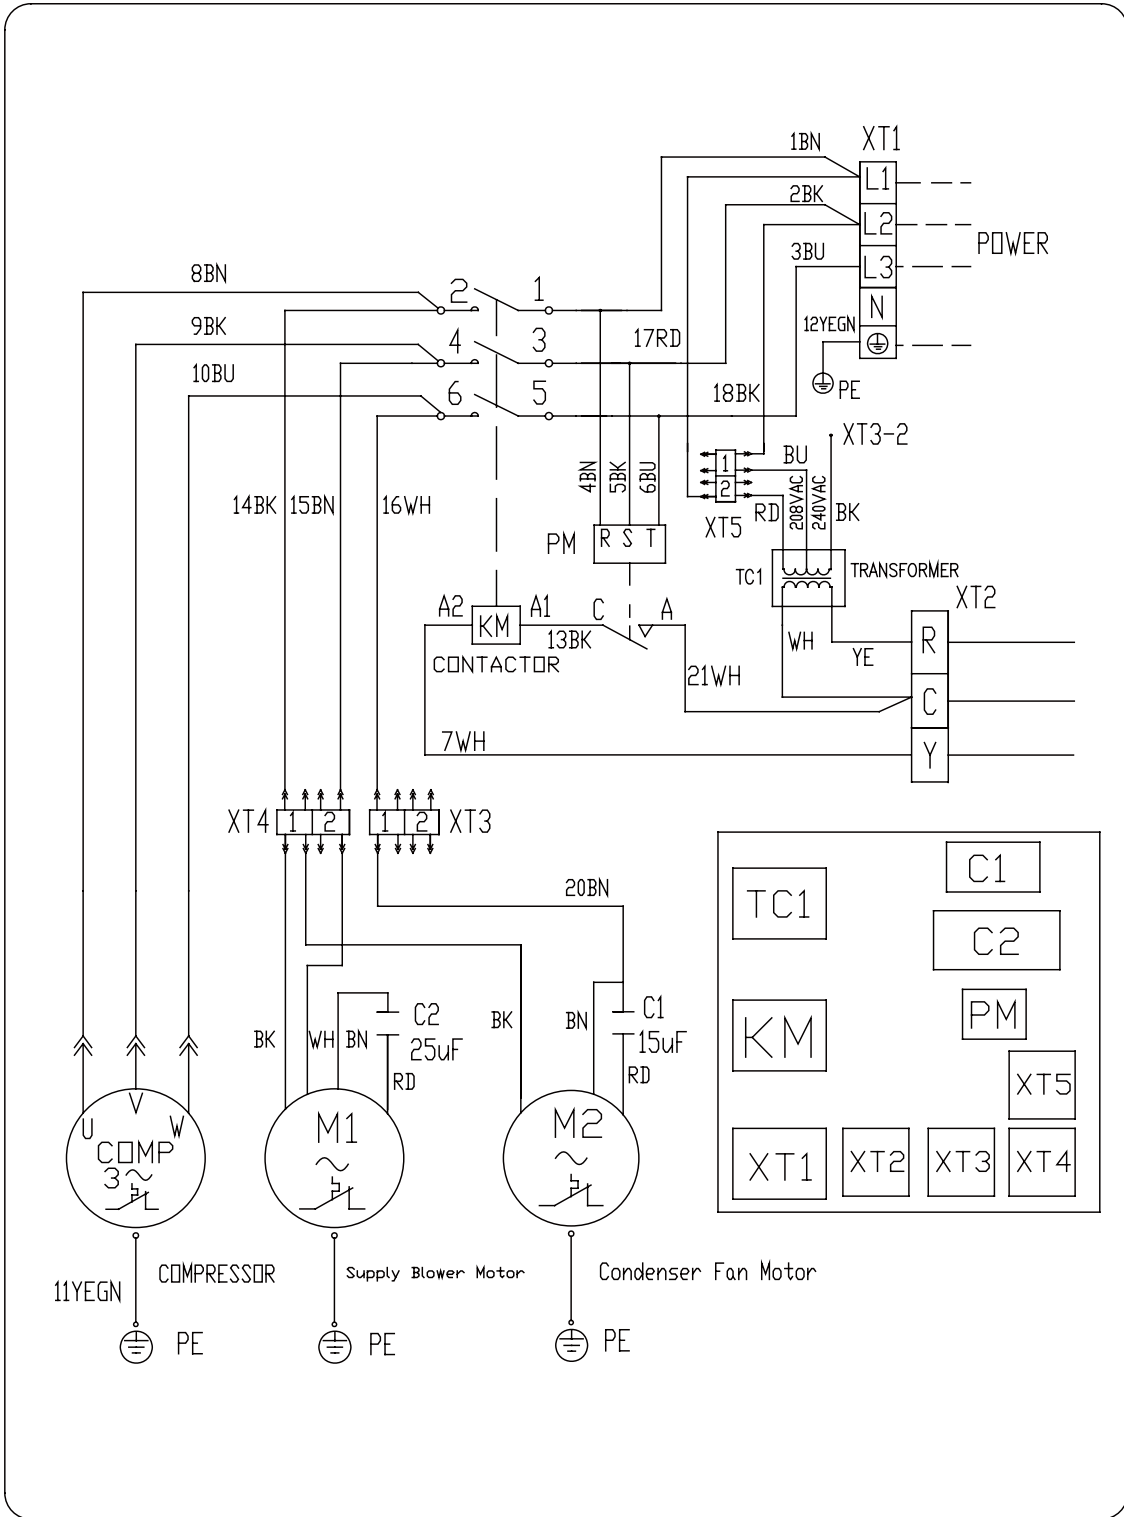 XT1
1BN
L1
2BK
L2
POWER
3BU
L3
8BN
2
1
N
9BK
12YEGN
4
3
17RD
10BU
PE
6
5
18BK
XT3-2
BU
1
4BN
5BK
6BU
208VAC
240VAC
14BK
15BN
16WH
2
RD
BK
XT5
PM
R S T
TC1
TRANSFORMER
XT2
A2
A1
C
A
KM
13BK
R
WH
YE
CONTACTOR
21WH
C
7WH
Y
XT4
1
2
1
2
XT3
C1
20BN
TC1
C2
C2
C1
BK
WH
BN
25uF
BK
BN
15uF
PM
KM
RD
RD
XT5
U
V
W
M1
M2
COMP
3
XT1
XT2
XT3
XT4
COMPRESSOR
Supply Blower Motor
Condenser Fan Motor
11YEGN
PE
PE
PE